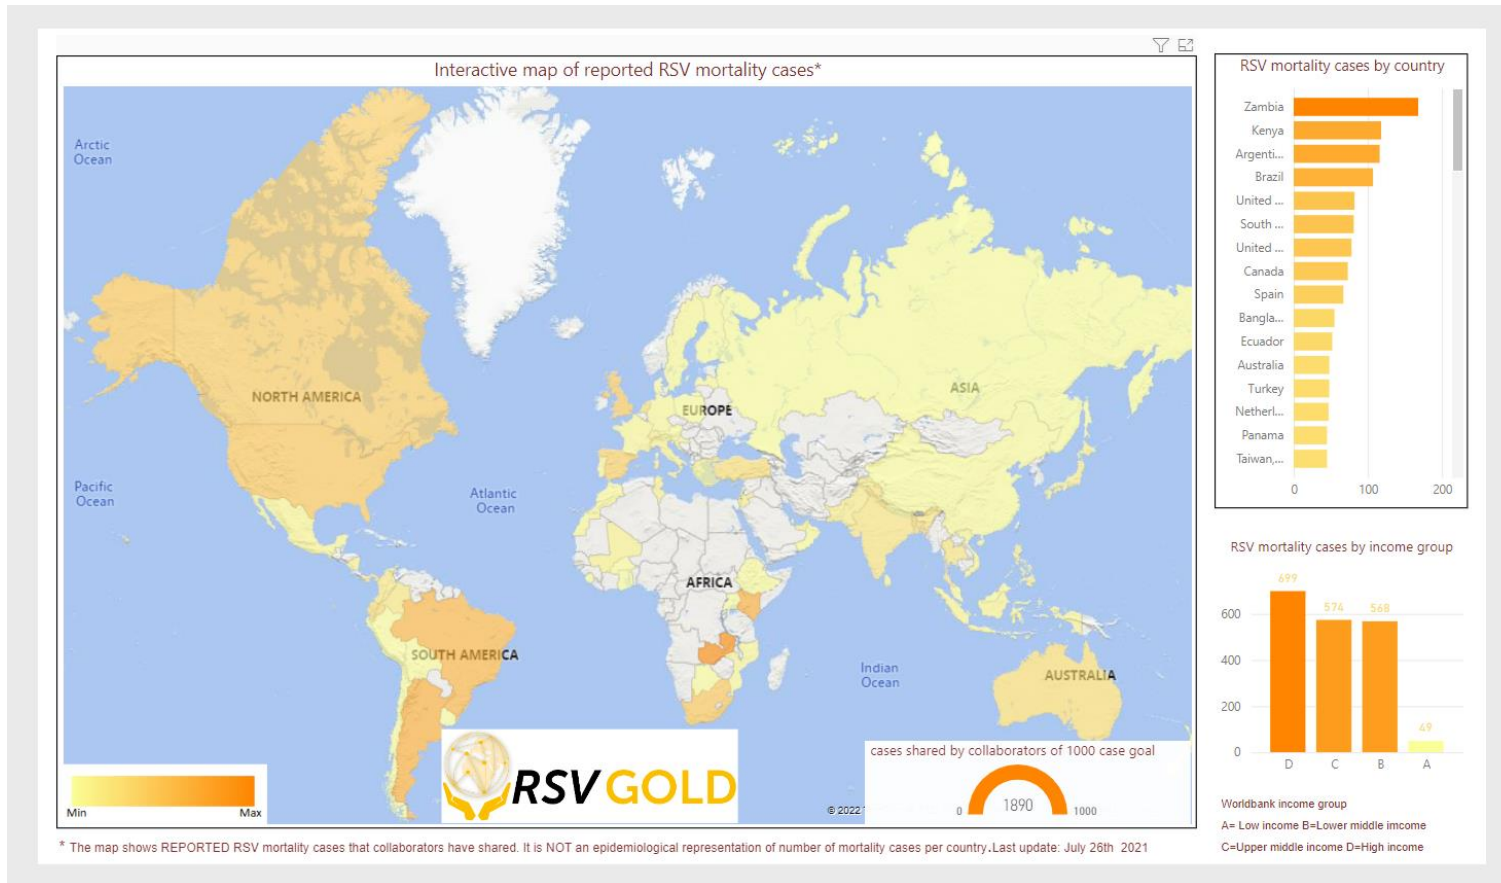 Interactive map of reported RSV mortality cases*
Arctic
Ocean
NORTH AMERICA
EUROPE
ASIA
Pacific
Ocean
Atlantic
Ocean
AFRICA
SOUTH AMERICA
Indian
Ocean
AUSTRALIA
Min
Max
RSV GOLD
© 2022
cases shared by collaborators of 1000 case goal
1890
0
1000
* The map shows REPORTED RSV mortality cases that collaborators have shared. It is NOT an epidemiological representation of number of mortality cases per country.Last update: July 26th 2021
RSV mortality cases by country
Zambia
Kenya
Argenti...
Brazil
United ...
South ...
United ...
Canada
Spain
Bangla...
Ecuador
Australia
Turkey
Netherl...
Panama
Taiwan,...
0 100 200
RSV mortality cases by income group
699
574
568
49
600
400
200
0
D C B A
Worldbank income group
A= Low income B=Lower middle imcome
C=Upper middle income D=High income